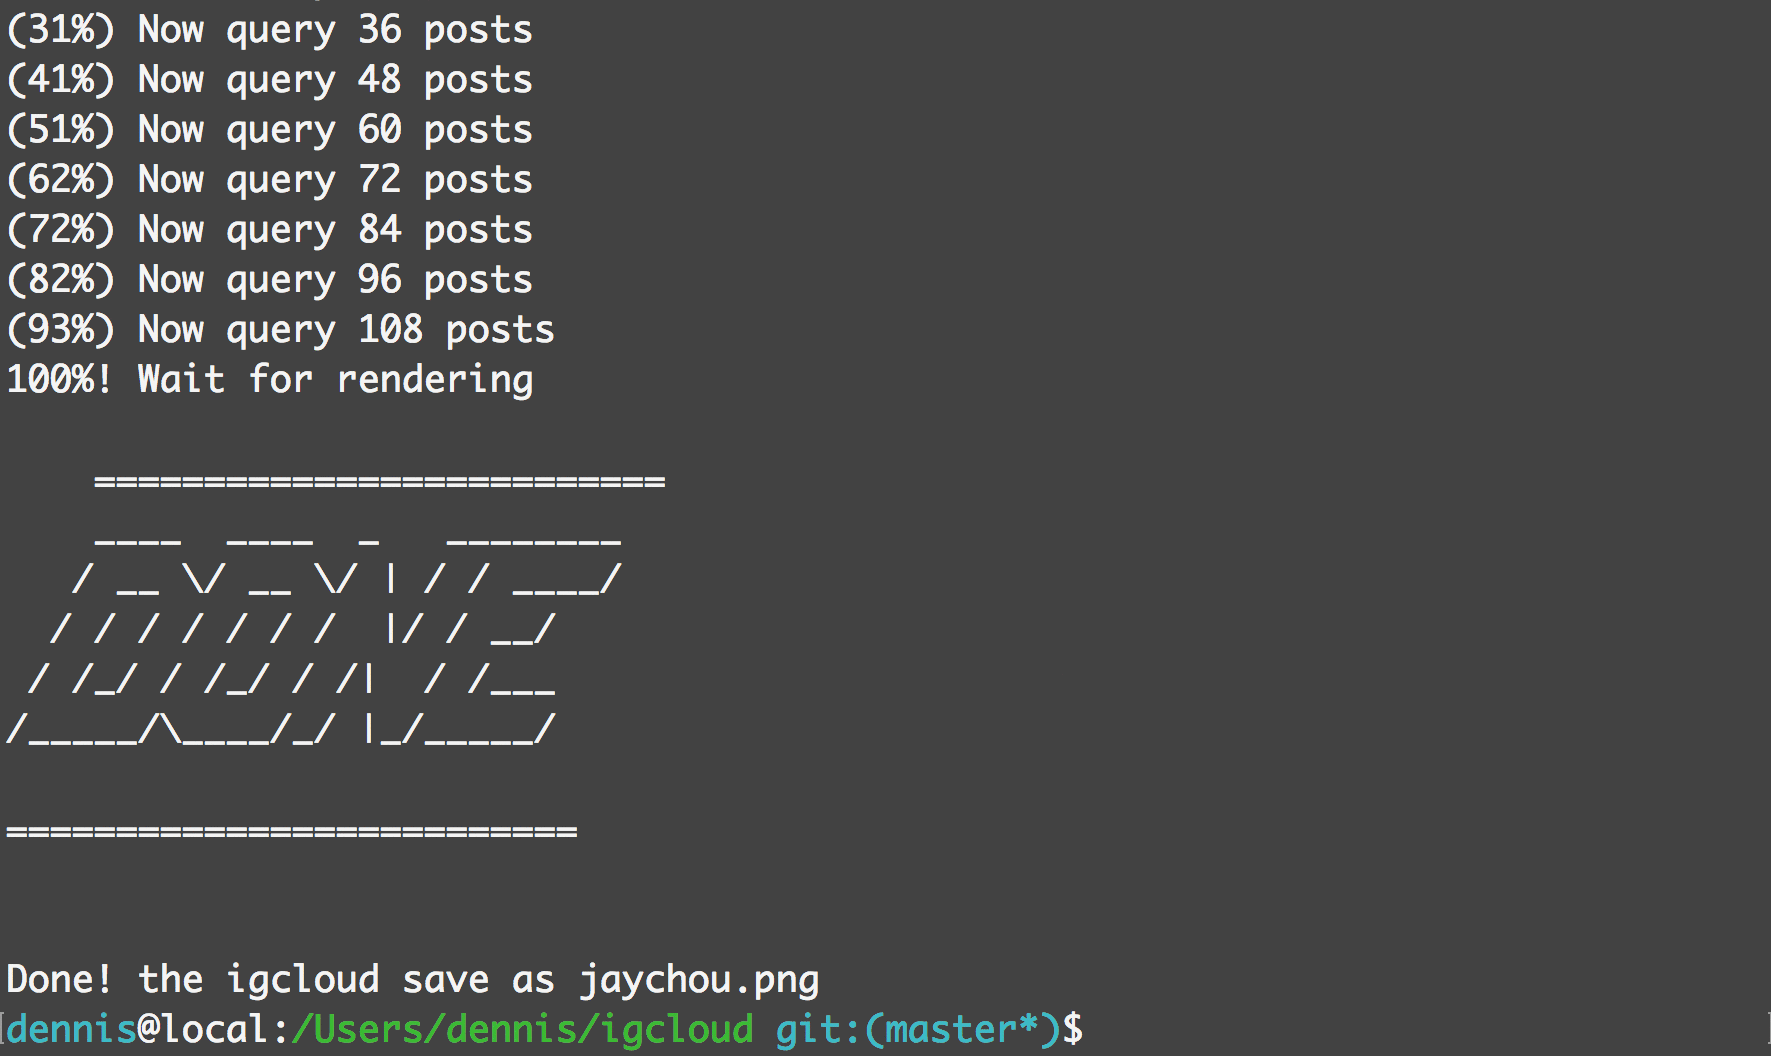 (31%) Now query 36 posts
(41%) Now query 48 posts
(51%) Now query 60 posts
(62%) Now query 72 posts
(72%) Now query 84 posts
(82%) Now query 96 posts
(93%) Now query 108 posts
100%! Wait for rendering
    ==========================
    ____  ____  _   ________
   / __ \/ __ \/ | / / ____/
  / / / / / / /  |/ / __/
 / /_/ / /_/ / /|  / /___
/_____/\____/_/ |_/_____/
==========================
Done! the igcloud save as jaychou.png
dennis@local:/Users/dennis/igcloud git:(master*)$